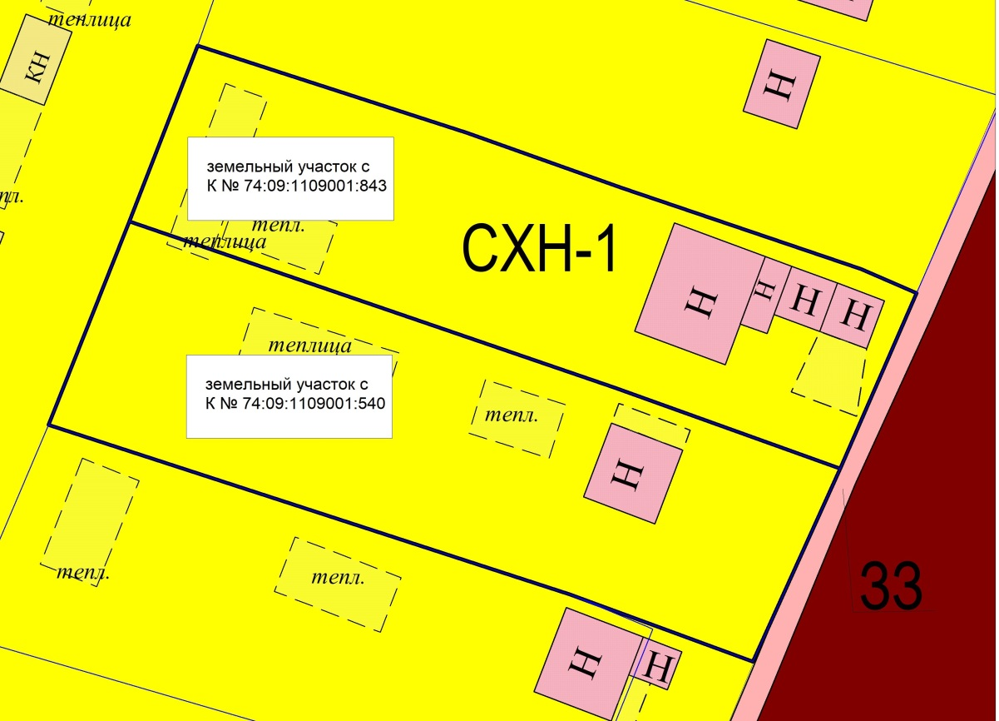 теплица
КН
Н
пл.
земельный участок с
К № 74:09:1109001:843
тепл.
теплица
СХН-1
Н
Н
Н
Н
теплица
земельный участок с
К № 74:09:1109001:540
тепл.
Н
тепл.
тепл.
33
Н
Н